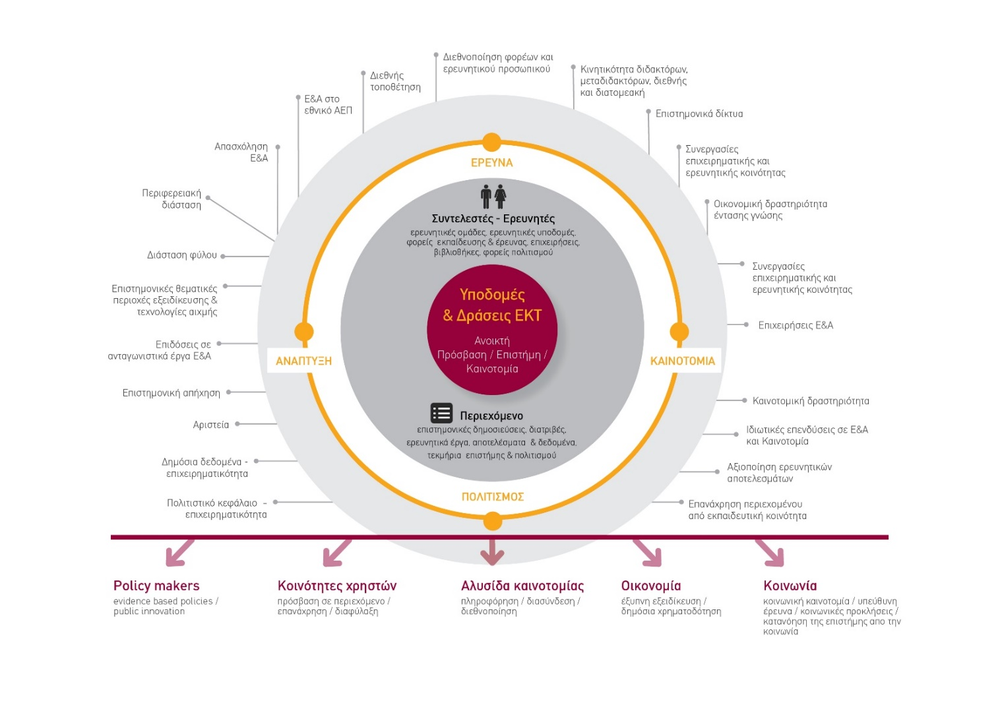 Διεθνοποίηση φορέων και
ερευνητικού προσωπικού
Κινητικότητα διδακτόρων,
μεταδιδακτόρων, διεθνής
και διατομεακή
Διεθνής
τοποθέτηση
Ε&Α στο
εθνικό ΑΕΠ
Επιστημονικά δίκτυα
Απασχόληση
Ε&Α
Συνεργασίες
επιχειρηματικής και
ερευνητικής κοινότητας
Περιφερειακή
διάσταση
Οικονομική δραστηριότητα
έντασης γνώσης
Διάσταση φύλου
Συνεργασίες
επιχειρηματικής και
ερευνητικής κοινότητας
Επιστημονικές θεματικές
περιοχές εξειδίκευσης &
τεχνολογίες αιχμής
Επιχειρήσεις Ε&Α
Επιδόσεις σε
ανταγωνιστικά έργα Ε&Α
Επιστημονική απήχηση
Καινοτομική δραστηριότητα
Αριστεία
Ιδιωτικές επενδύσεις σε Ε&Α
και Καινοτομία
Δημόσια δεδομένα -
επιχειρηματικότητα
Αξιοποίηση ερευνητικών
αποτελεσμάτων
Πολιτιστικό κεφάλαιο -
επιχειρηματικότητα
Επανάχρηση περιεχομένου
από εκπαιδευτική κοινότητα
ΕΡΕΥΝΑ
Συντελεστές - Ερευνητές
ερευνητικές ομάδες, ερευνητικές υποδομές,
φορείς εκπαίδευσης & έρευνας, επιχειρήσεις,
βιβλιοθήκες, φορείς πολιτισμού
Υποδομές
& Δράσεις ΕΚΤ
Ανοικτή
Πρόσβαση / Επιστήμη /
Καινοτομία
ΑΝΑΠΤΥΞΗ
ΚΑΙΝΟΤΟΜΙΑ
Περιεχόμενο
επιστημονικές δημοσιεύσεις, διατριβές,
ερευνητικά έργα, αποτελέσματα & δεδομένα,
τεκμήρια επιστήμης & πολιτισμού
ΠΟΛΙΤΙΣΜΟΣ
Policy makers
evidence based policies /
public innovation
Κοινότητες χρηστών
πρόσβαση σε περιεχόμενο /
επανάχρηση / διαφύλαξη
Αλυσίδα καινοτομίας
πληροφόρηση / διασύνδεση /
διεθνοποίηση
Οικονομία
έξυπνη εξειδίκευση /
δημόσια χρηματοδότηση
Κοινωνία
κοινωνική καινοτομία / υπεύθυνη
έρευνα / κοινωνικές προκλήσεις /
κατανόηση της επιστήμης απο την
κοινωνία